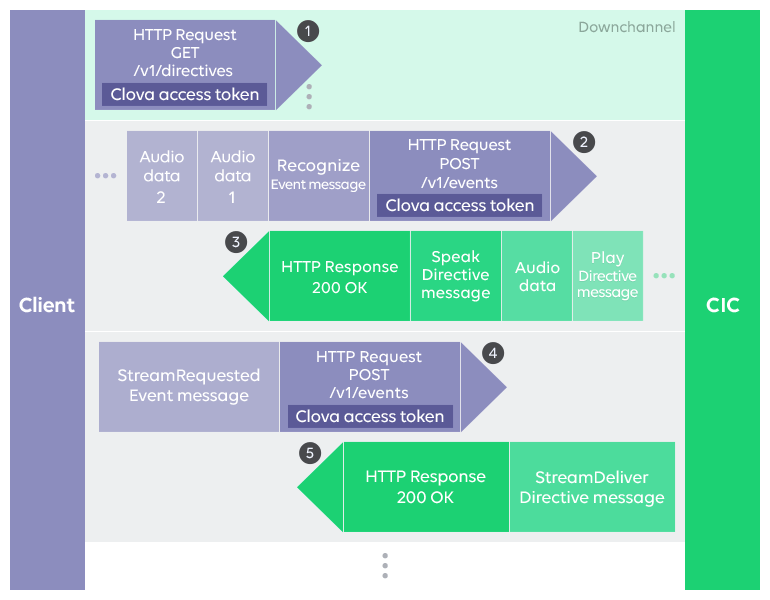 Client
CIC
Downchannel
1
HTTP Request
GET
/v1/directives
Clova access token
2
Audio
data
2
Audio
data
1
Recognize
Event message
HTTP Request
POST
/v1/events
Clova access token
3
HTTP Response
200 OK
Speak
Directive
message
Audio
data
Play
Directive
message
4
StreamRequested
Event message
HTTP Request
POST
/v1/events
Clova access token
5
HTTP Response
200 OK
StreamDeliver
Directive message